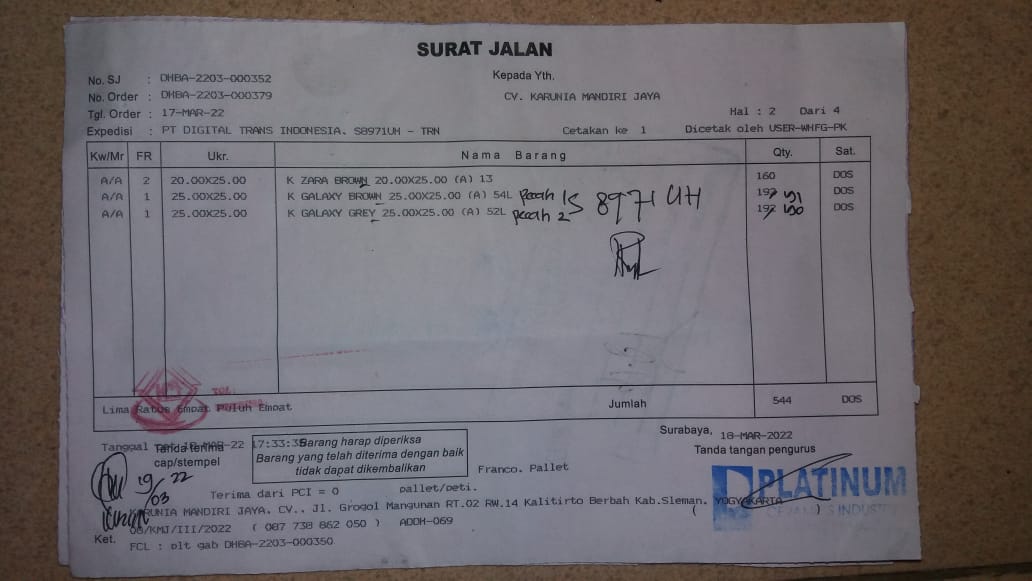 SURAT JALAN
No. SJ : DHBA-2203-000352
Kepada Yth.
No. Order : DHBA-2203-000379
CV. KARUNIA MANDIRI JAYA
Tgl. Order : 17-MAR-22
Hal : 2 Dari 4
Expedisi : PT DIGITAL TRANS INDONESIA. S8971UH - TRN
Cetakan ke 1 Dicetak oleh USER-WHFG-PK
Kw/Mr FR Ukr. Nama Barang Qty. Sat.
A/A 2 20.00X25.00 K ZARA BROWN 20.00X25.00 (A) 13 160 DOS
A/A 1 25.00X25.00 K GALAXY BROWN 25.00X25.00 (A) 54L pecah 1 192 191 DOS
A/A 1 25.00X25.00 K GALAXY GREY 25.00X25.00 (A) 52L pecah 2 192 190 DOS
S 8971 UH
Lima Ratus Empat Puluh Empat Jumlah 544 DOS
Surabaya, 18-MAR-2022
Tanda tangan pengurus
Tanggal 18-MAR-22 17:33:35
Tanda terima
cap/stempel
Barang harap diperiksa
Barang yang telah diterima dengan baik
tidak dapat dikembalikan
Franco. Pallet
19/03 22
Terima dari PCI = 0 pallet/peti.
PLATINUM
CERAMICS INDUSTRY
KARUNIA MANDIRI JAYA, CV., Jl. Grogol Mangunan RT.02 RW.14 Kalitirto Berbah Kab.Sleman. YOGYAKARTA
( )
08/KMJ/III/2022 ( 087 738 862 050 ) ADDH-069
Ket. FCL : plt gab DHBA-2203-000350